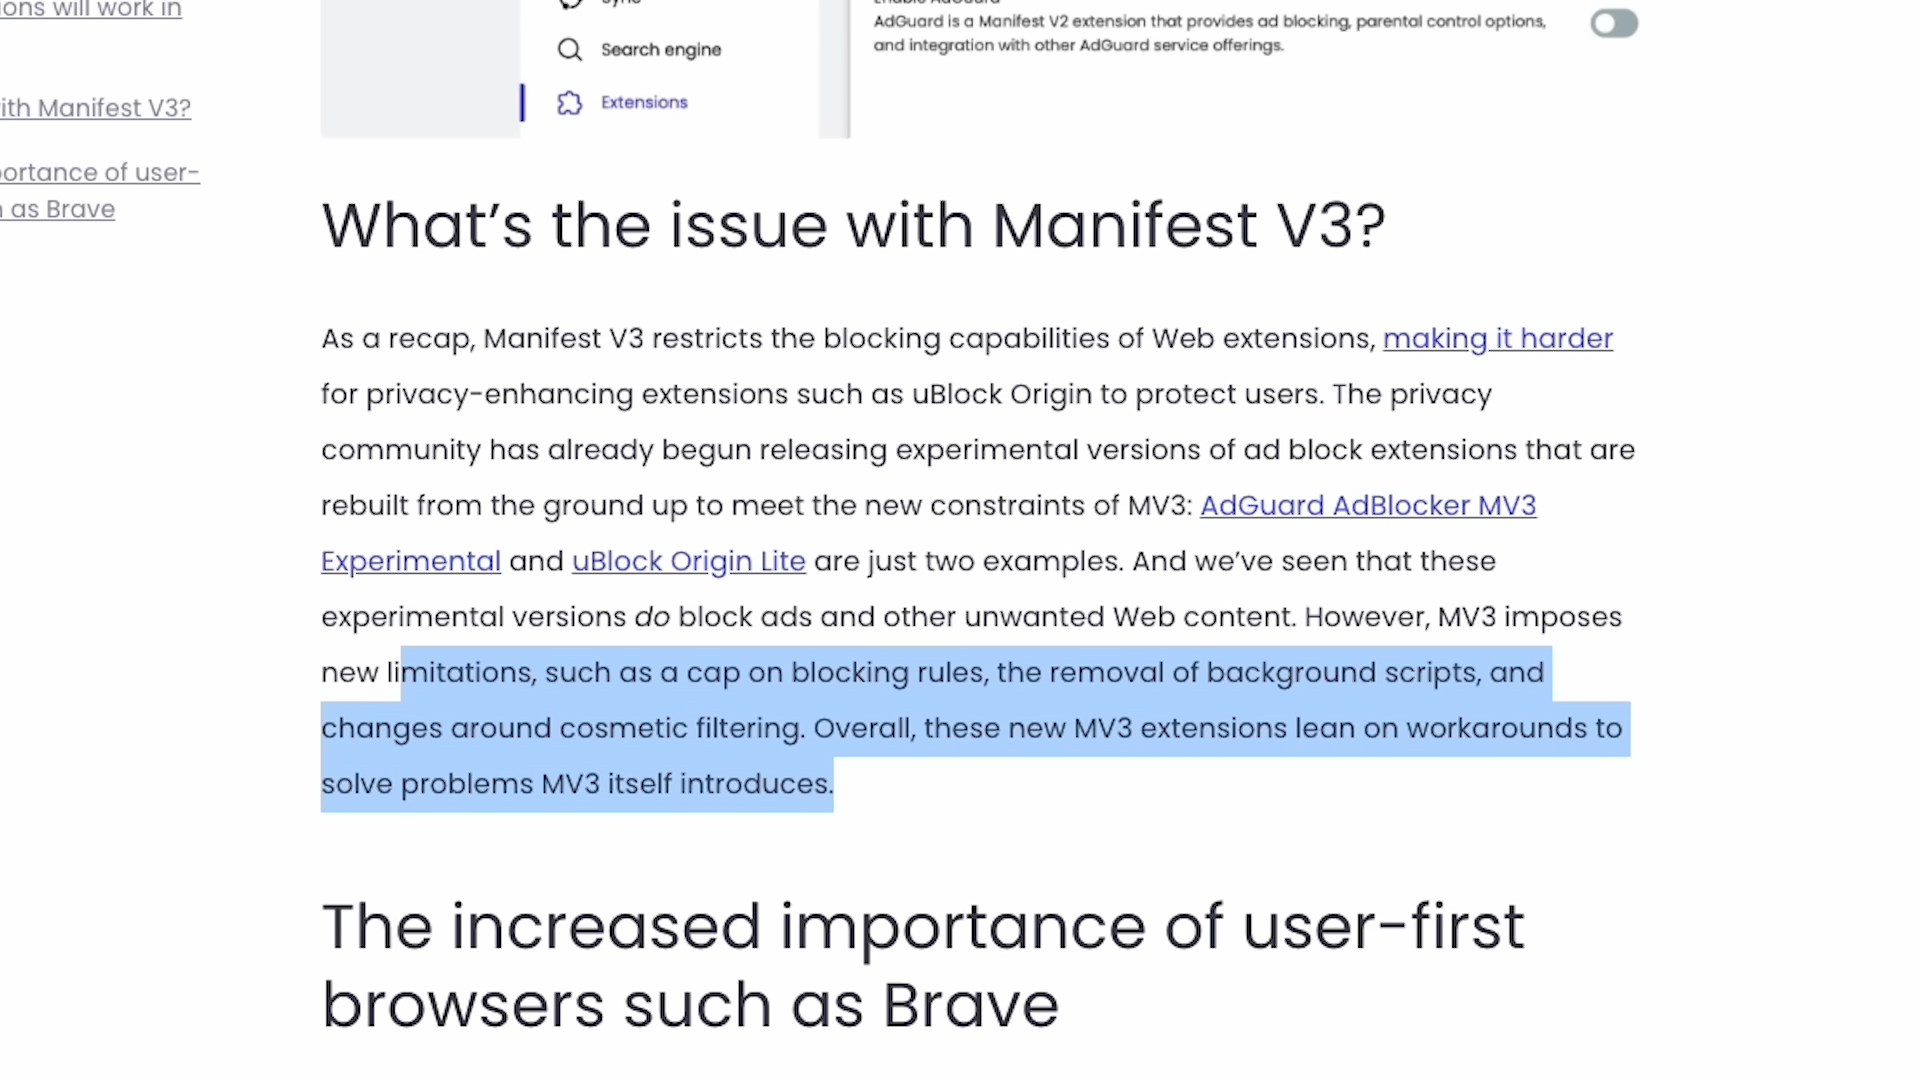 ons will work in
ith Manifest V3?
portance of user-
as Brave
Sync
Search engine
Extensions
Enable AdGuard
AdGuard is a Manifest V2 extension that provides ad blocking, parental control options,
and integration with other AdGuard service offerings.
What's the issue with Manifest V3?
As a recap, Manifest V3 restricts the blocking capabilities of Web extensions, making it harder
for privacy-enhancing extensions such as uBlock Origin to protect users. The privacy
community has already begun releasing experimental versions of ad block extensions that are
rebuilt from the ground up to meet the new constraints of MV3: AdGuard AdBlocker MV3
Experimental and uBlock Origin Lite are just two examples. And we've seen that these
experimental versions do block ads and other unwanted Web content. However, MV3 imposes
new limitations, such as a cap on blocking rules, the removal of background scripts, and
changes around cosmetic filtering. Overall, these new MV3 extensions lean on workarounds to
solve problems MV3 itself introduces.
The increased importance of user-first
browsers such as Brave